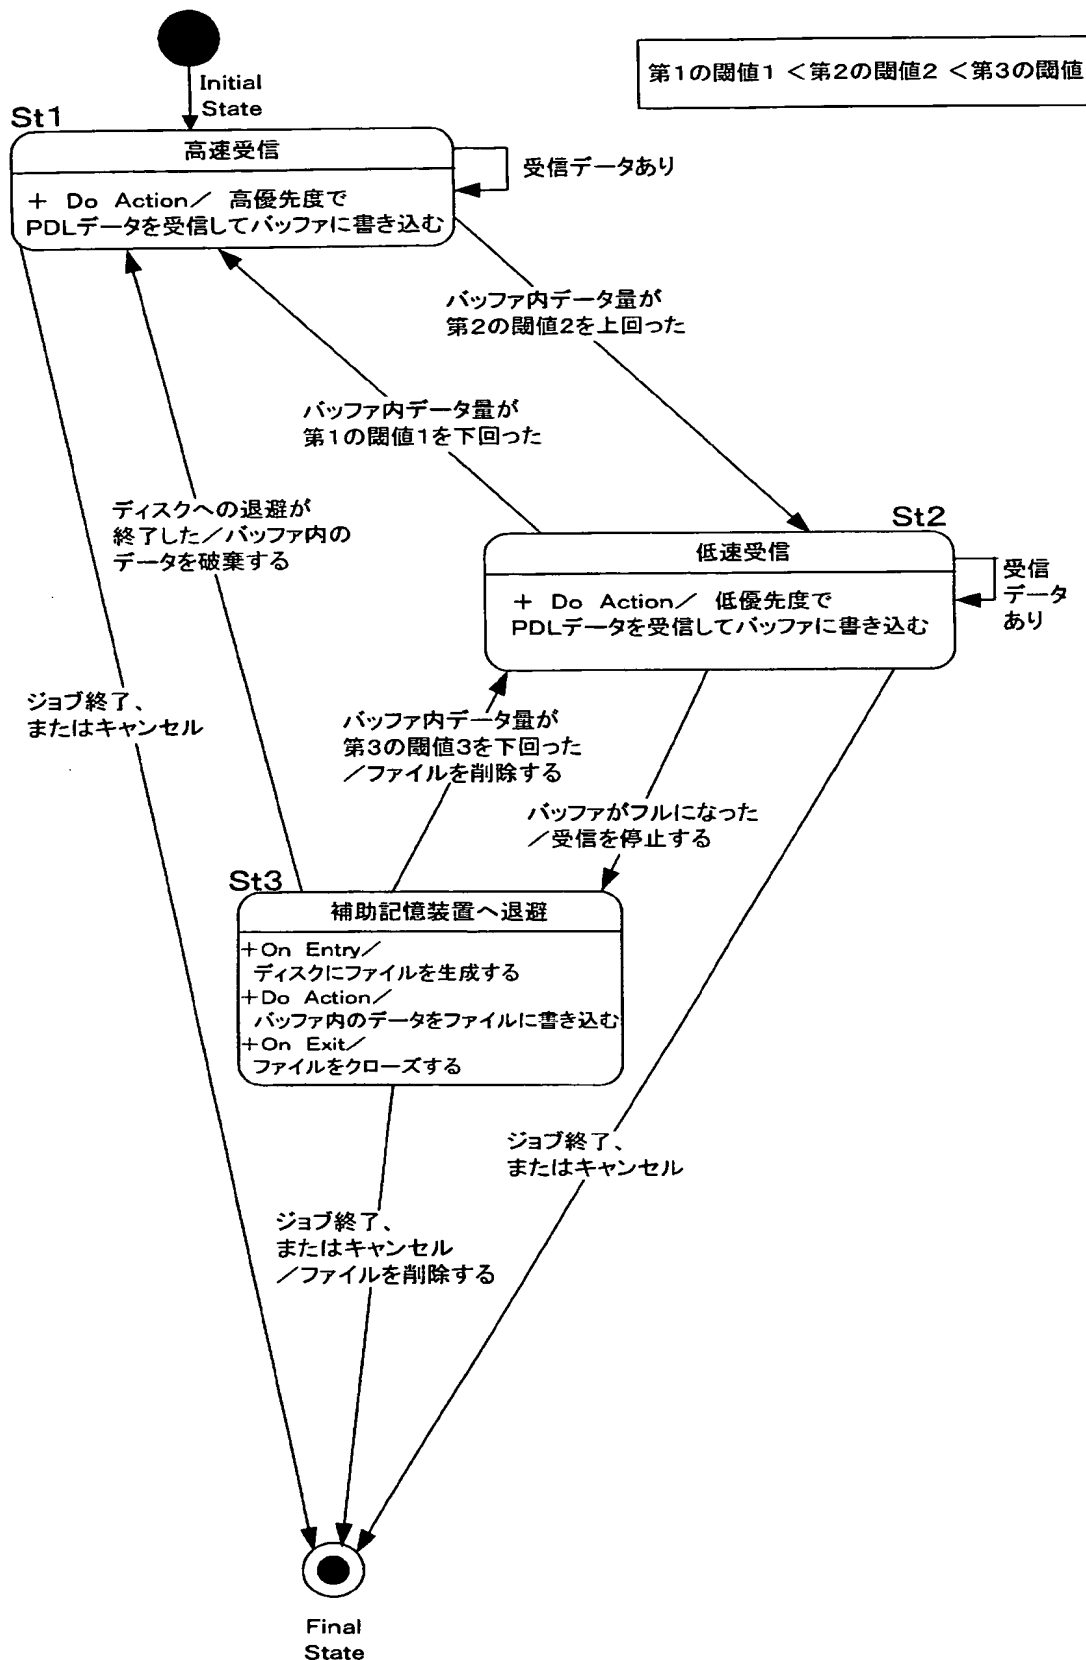 Initial
State
第1の閾値1 <第2の閾値2 <第3の閾値
St1
高速受信
+ Do Action/ 高優先度で
PDLデータを受信してバッファに書き込む
受信データあり
バッファ内データ量が
第2の閾値2を上回った
バッファ内データ量が
第1の閾値1を下回った
ディスクへの退避が
終了した/バッファ内の
データを破棄する
St2
低速受信
+ Do Action/ 低優先度で
PDLデータを受信してバッファに書き込む
受信
データ
あり
ジョブ終了、
またはキャンセル
バッファ内データ量が
第3の閾値3を下回った
/ファイルを削除する
バッファがフルになった
/受信を停止する
St3
補助記憶装置へ退避
+On Entry/
ディスクにファイルを生成する
+Do Action/
バッファ内のデータをファイルに書き込む
+On Exit/
ファイルをクローズする
ジョブ終了、
またはキャンセル
ジョブ終了、
またはキャンセル
/ファイルを削除する
Final
State